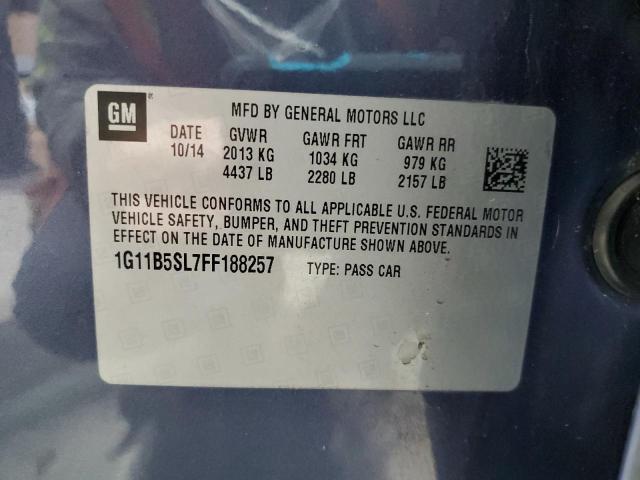 GM
MFD BY GENERAL MOTORS LLC
DATE GVWR GAWR FRT GAWR RR
10/14 2013 KG 1034 KG 979 KG
4437 LB 2280 LB 2157 LB
THIS VEHICLE CONFORMS TO ALL APPLICABLE U.S. FEDERAL MOTOR
VEHICLE SAFETY, BUMPER, AND THEFT PREVENTION STANDARDS IN
EFFECT ON THE DATE OF MANUFACTURE SHOWN ABOVE.
1G11B5SL7FF188257 TYPE: PASS CAR